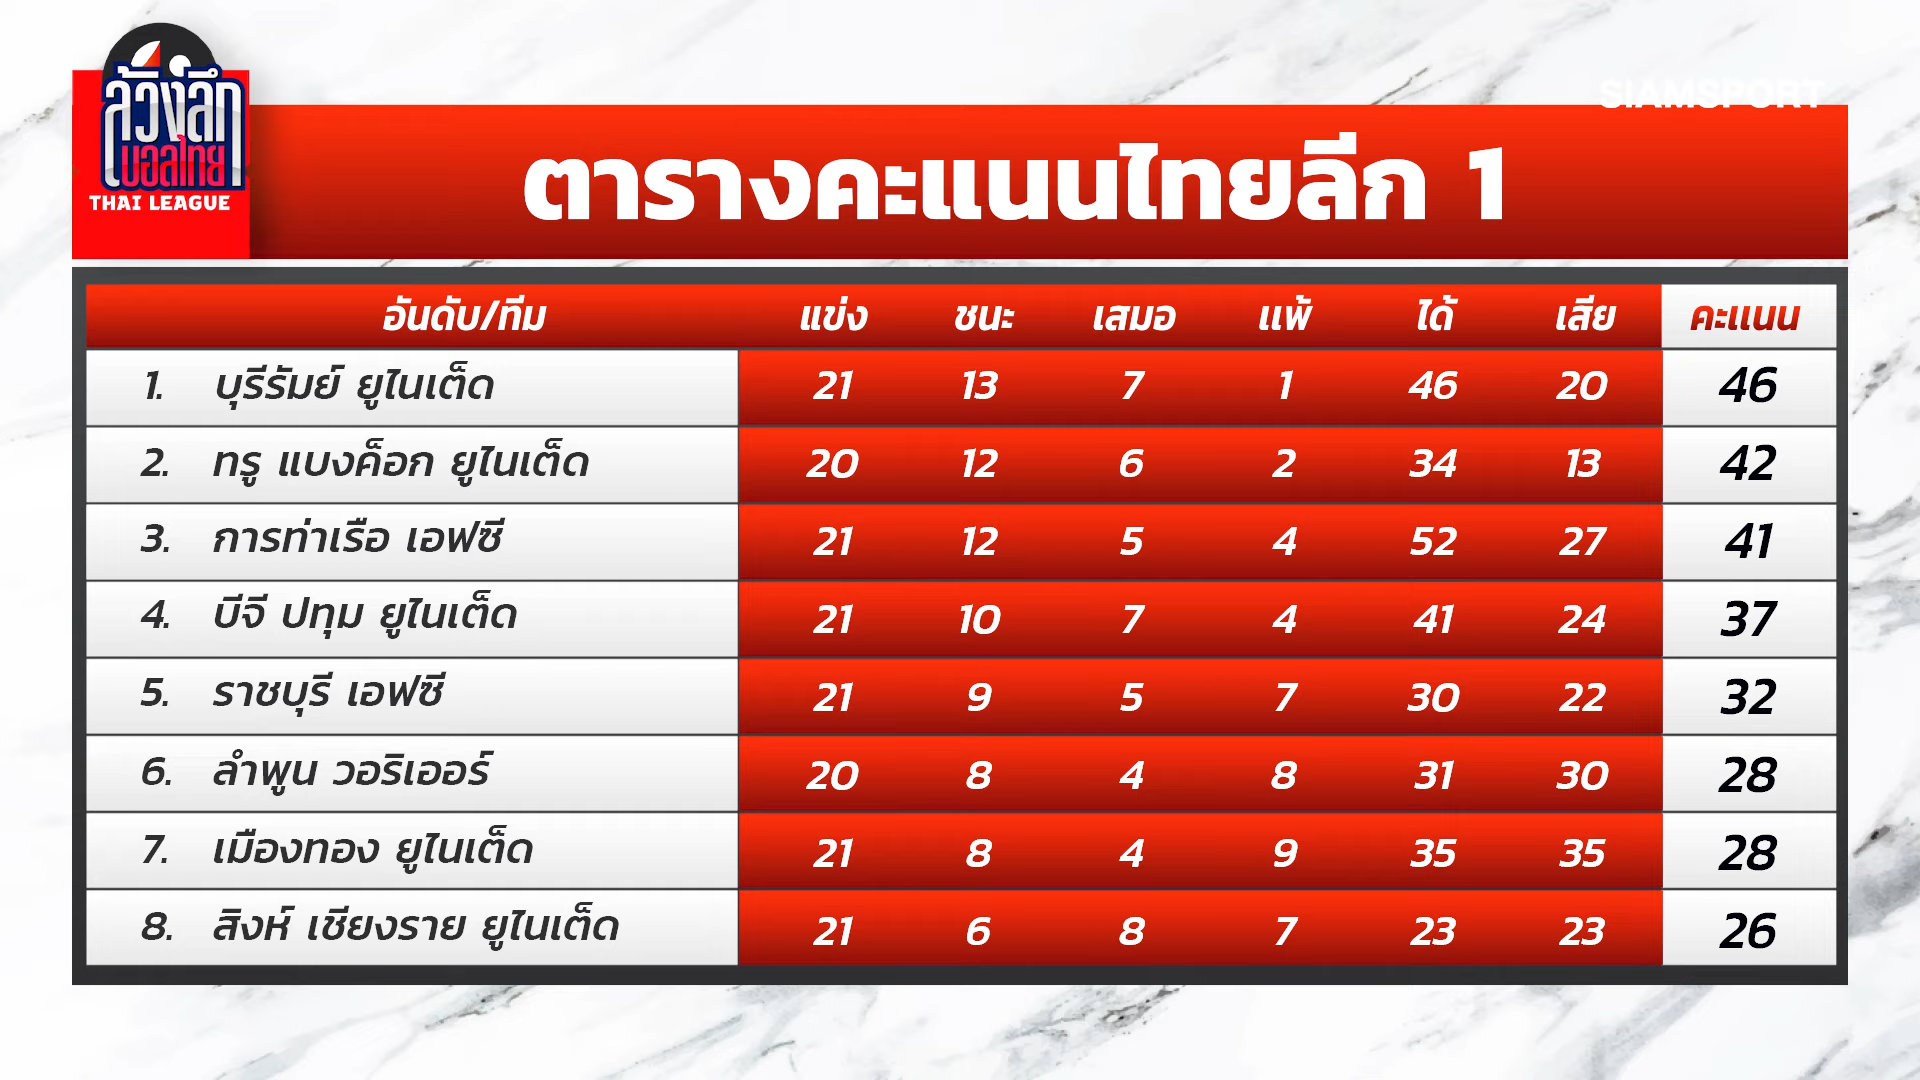 ล้วงลึก
บอลไทย
THAI LEAGUE
SIAMSPORT
ตารางคะแนนไทยลีก 1
อันดับ/ทีม แข่ง ชนะ เสมอ แพ้ ได้ เสีย คะแนน
1. บุรีรัมย์ ยูไนเต็ด 21 13 7 1 46 20 46
2. ทรู แบงค็อก ยูไนเต็ด 20 12 6 2 34 13 42
3. การท่าเรือ เอฟซี 21 12 5 4 52 27 41
4. บีจี ปทุม ยูไนเต็ด 21 10 7 4 41 24 37
5. ราชบุรี เอฟซี 21 9 5 7 30 22 32
6. ลำพูน วอริเออร์ 20 8 4 8 31 30 28
7. เมืองทอง ยูไนเต็ด 21 8 4 9 35 35 28
8. สิงห์ เชียงราย ยูไนเต็ด 21 6 8 7 23 23 26